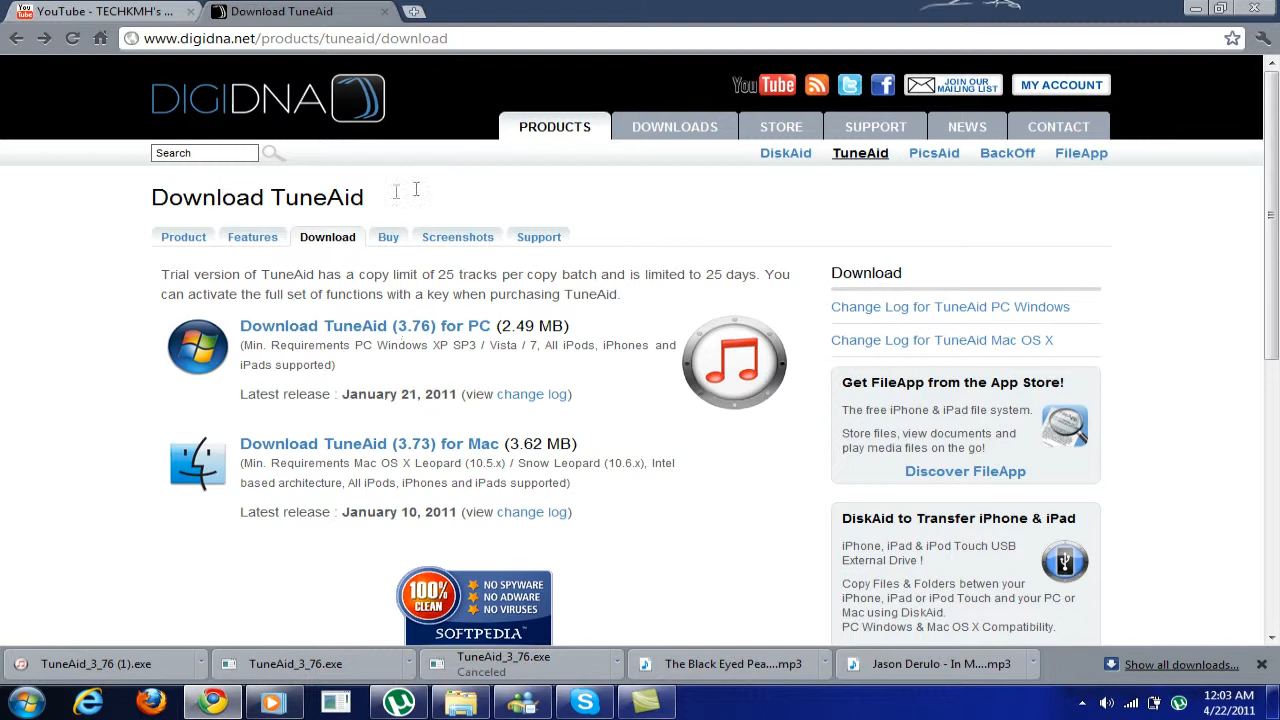 YouTube - TECHKMH's ...
Download TuneAid
www.digidna.net/products/tuneaid/download
DIGIDNA
YouTube
JOIN OUR
MAILING LIST
MY ACCOUNT
PRODUCTS
DOWNLOADS
STORE
SUPPORT
NEWS
CONTACT
Search
DiskAid
TuneAid
PicsAid
BackOff
FileApp
Download TuneAid
Product
Features
Download
Buy
Screenshots
Support
Trial version of TuneAid has a copy limit of 25 tracks per copy batch and is limited to 25 days. You
can activate the full set of functions with a key when purchasing TuneAid.
Download TuneAid (3.76) for PC (2.49 MB)
(Min. Requirements PC Windows XP SP3 / Vista / 7, All iPods, iPhones and
iPads supported)
Latest release : January 21, 2011 (view change log)
Download TuneAid (3.73) for Mac (3.62 MB)
(Min. Requirements Mac OS X Leopard (10.5.x) / Snow Leopard (10.6.x), Intel
based architecture, All iPods, iPhones and iPads supported)
Latest release : January 10, 2011 (view change log)
100%
CLEAN
NO SPYWARE
NO ADWARE
NO VIRUSES
SOFTPEDIA
Download
Change Log for TuneAid PC Windows
Change Log for TuneAid Mac OS X
Get FileApp from the App Store!
The free iPhone & iPad file system.
Store files, view documents and
play media files on the go!
Discover FileApp
DiskAid to Transfer iPhone & iPad
iPhone, iPad & iPod Touch USB
External Drive !
Copy Files & Folders betwen your
iPhone, iPad or iPod Touch and your PC or
Mac using DiskAid.
PC Windows & Mac OS X Compatibility.
TuneAid_3_76 (1).exe
TuneAid_3_76.exe
TuneAid_3_76.exe
Canceled
The Black Eyed Pea....mp3
Jason Derulo - In M....mp3
Show all downloads...
12:03 AM
4/22/2011